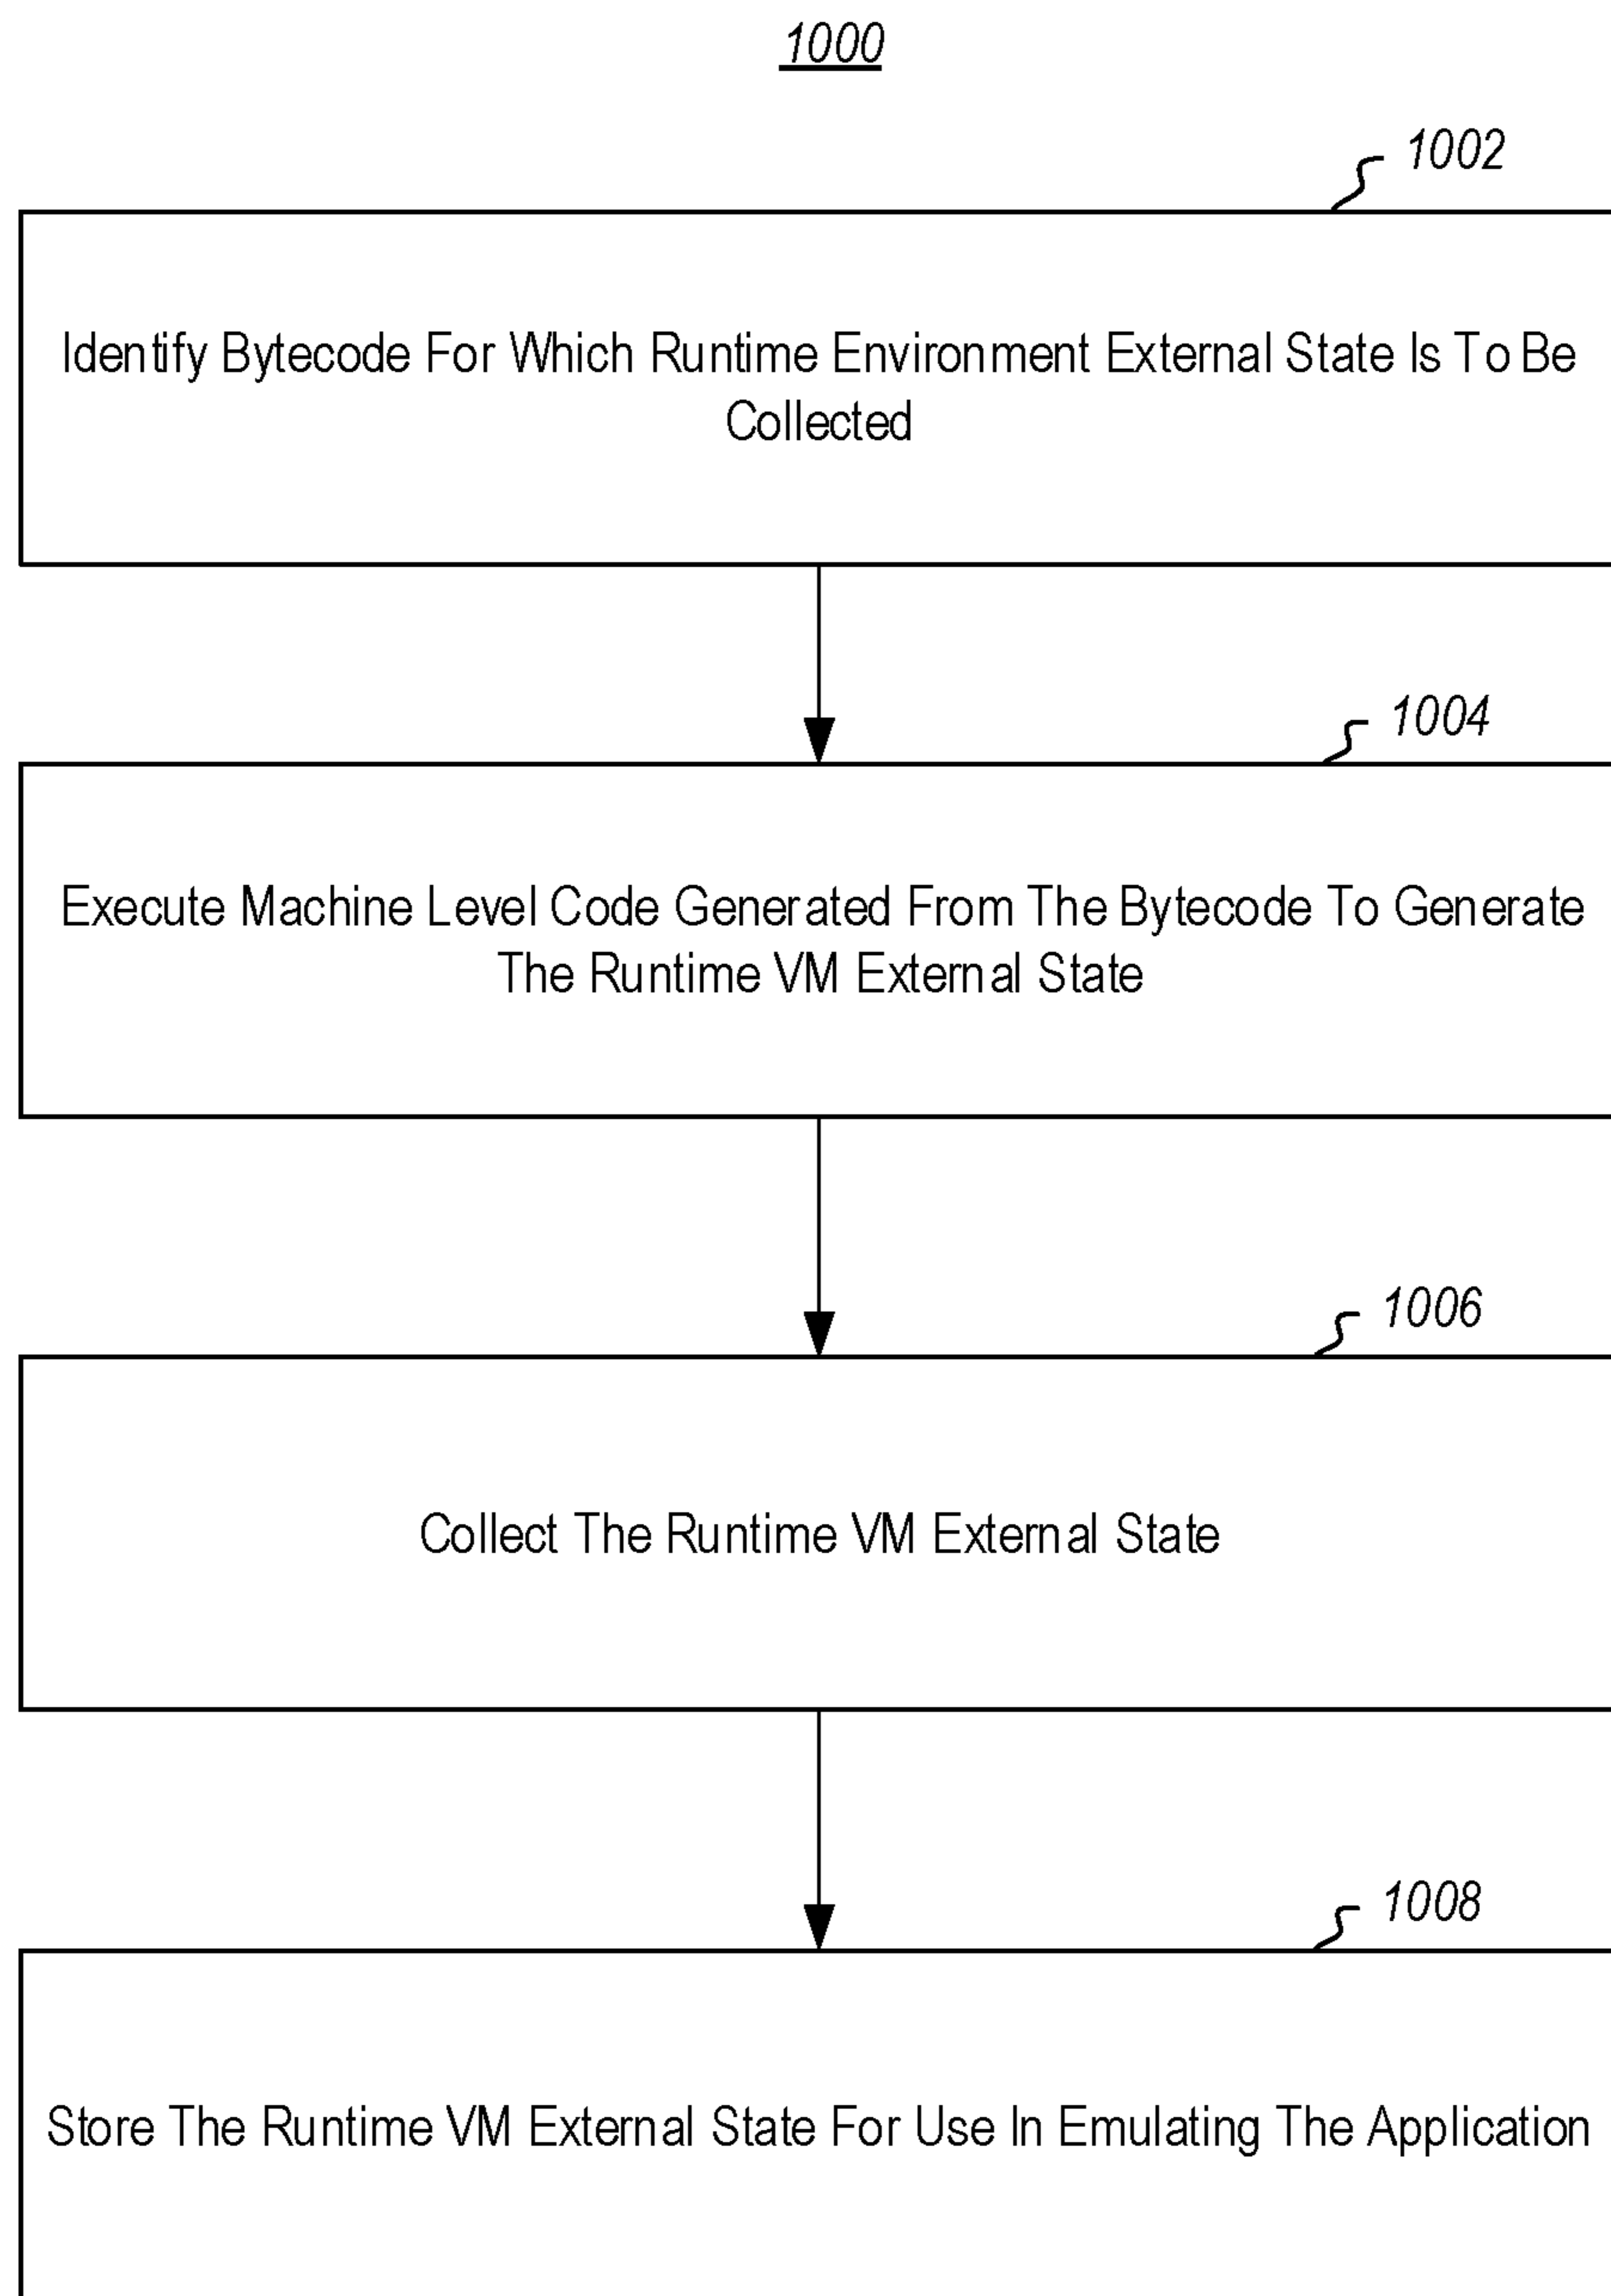 1000
1002
Identify Bytecode For Which Runtime Environment External State Is To Be
Collected
1004
Execute Machine Level Code Generated From The Bytecode To Generate
The Runtime VM External State
1006
Collect The Runtime VM External State
1008
Store The Runtime VM External State For Use In Emulating The Application